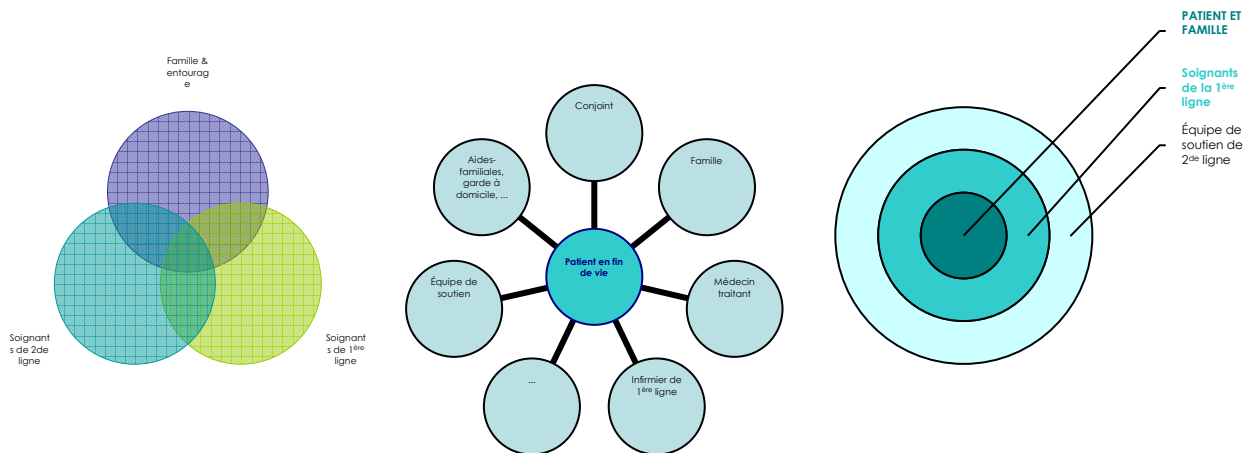 Famille &
entourag
e
Soignant
s de 2de
ligne
Soignant
s de 1ère
ligne
Conjoint
Aides-
familiales,
garde à
domicile, ...
Famille
Patient en fin
de vie
Équipe de
soutien
Médecin
traitant
...
Infirmier de
1ère ligne
PATIENT ET
FAMILLE
Soignants
de la 1ère
ligne
Équipe de
soutien de
2de ligne